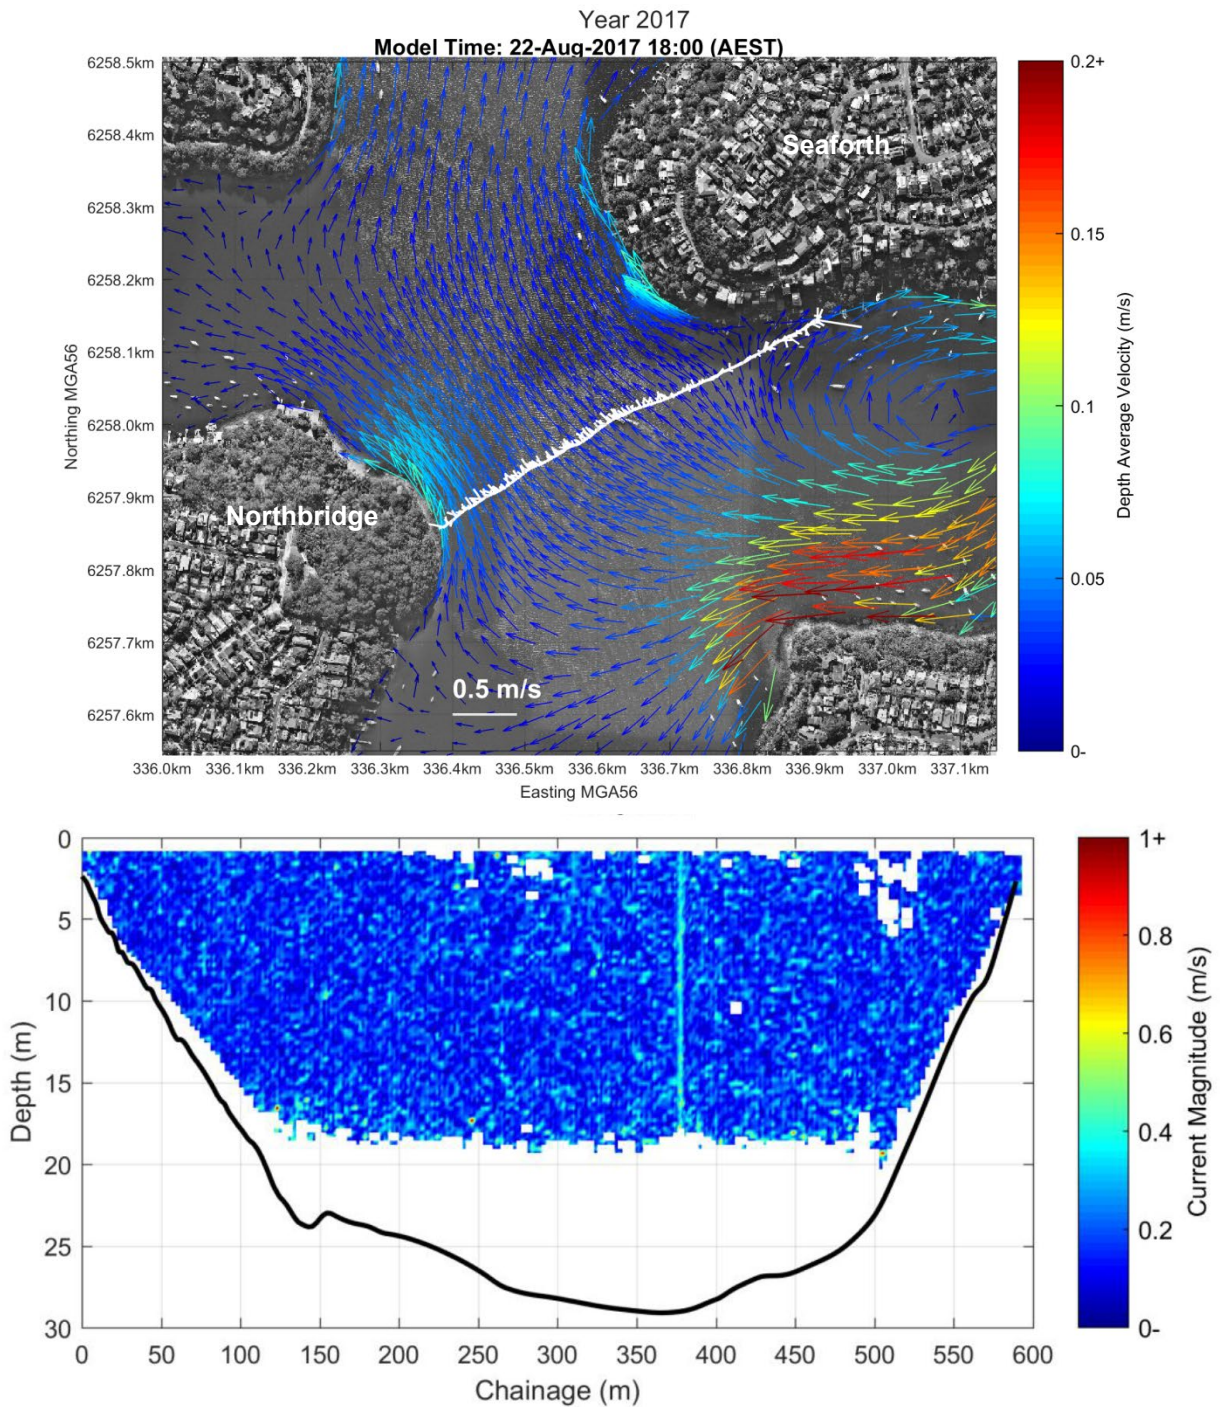 Year 2017
Model Time: 22-Aug-2017 18:00 (AEST)
6258.5km
6258.4km
6258.3km
6258.2km
6258.1km
6258.0km
6257.9km
6257.8km
6257.7km
6257.6km
Northing MGA56
Seaforth
Northbridge
0.5 m/s
336.0km 336.1km 336.2km 336.3km 336.4km 336.5km 336.6km 336.7km 336.8km 336.9km 337.0km 337.1km
Easting MGA56
0.2+
0.15
0.1
0.05
0-
Depth Average Velocity (m/s)
0
5
10
15
20
25
30
Depth (m)
0 50 100 150 200 250 300 350 400 450 500 550 600
Chainage (m)
1+
0.8
0.6
0.4
0.2
0-
Current Magnitude (m/s)